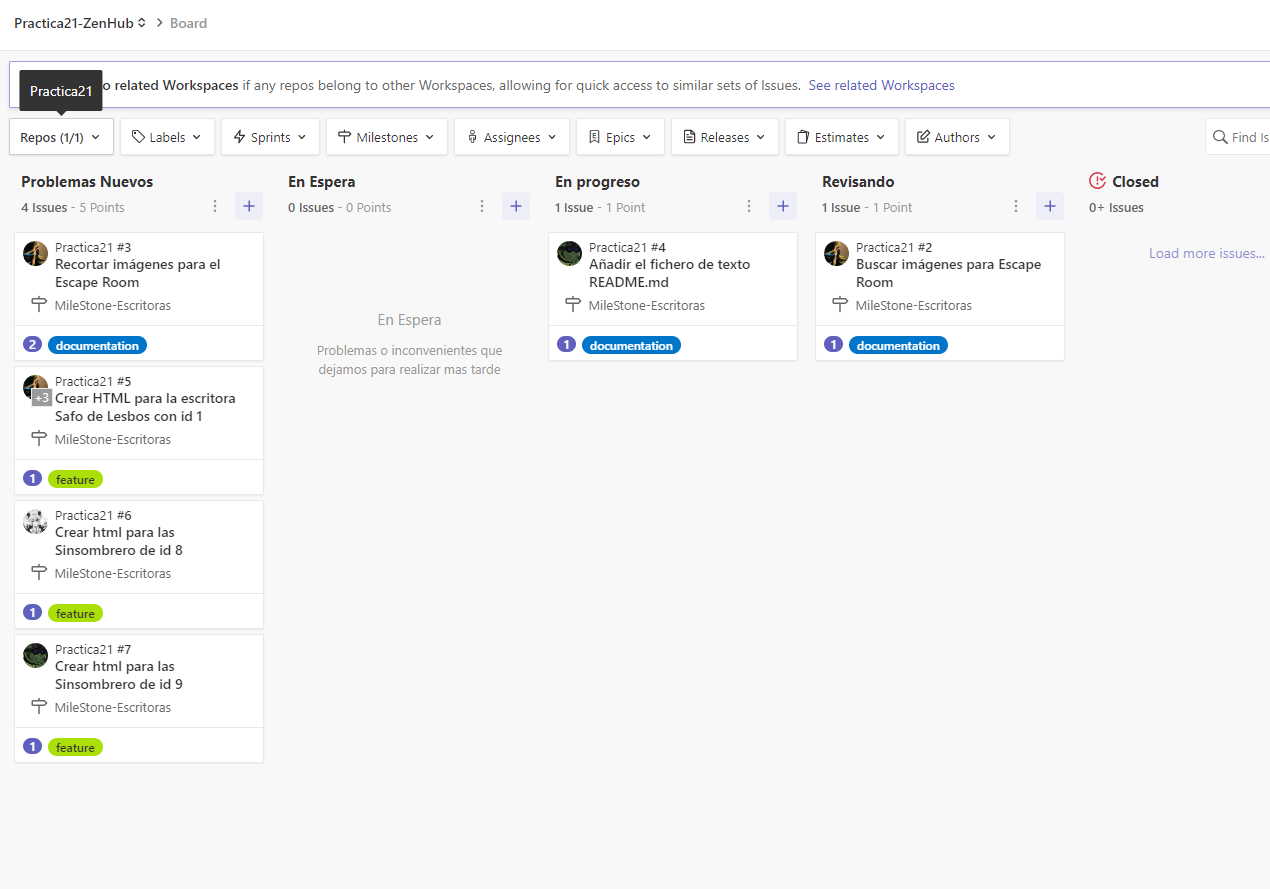 Practica21-ZenHub > Board
Practica21
o related Workspaces if any repos belong to other Workspaces, allowing for quick access to similar sets of Issues. See related Workspaces
Repos (1/1) Labels Sprints Milestones Assignees Epics Releases Estimates Authors Find Is
Problemas Nuevos
4 Issues - 5 Points
Practica21 #3
Recortar imágenes para el
Escape Room
MileStone-Escritoras
2 documentation
Practica21 #5
+3
Crear HTML para la escritora
Safo de Lesbos con id 1
MileStone-Escritoras
1 feature
Practica21 #6
Crear html para las
Sinsombrero de id 8
MileStone-Escritoras
1 feature
Practica21 #7
Crear html para las
Sinsombrero de id 9
MileStone-Escritoras
1 feature
En Espera
0 Issues - 0 Points
En Espera
Problemas o inconvenientes que
dejamos para realizar mas tarde
En progreso
1 Issue - 1 Point
Practica21 #4
Añadir el fichero de texto
README.md
MileStone-Escritoras
1 documentation
Revisando
1 Issue - 1 Point
Practica21 #2
Buscar imágenes para Escape
Room
MileStone-Escritoras
1 documentation
Closed
0+ Issues
Load more issues...